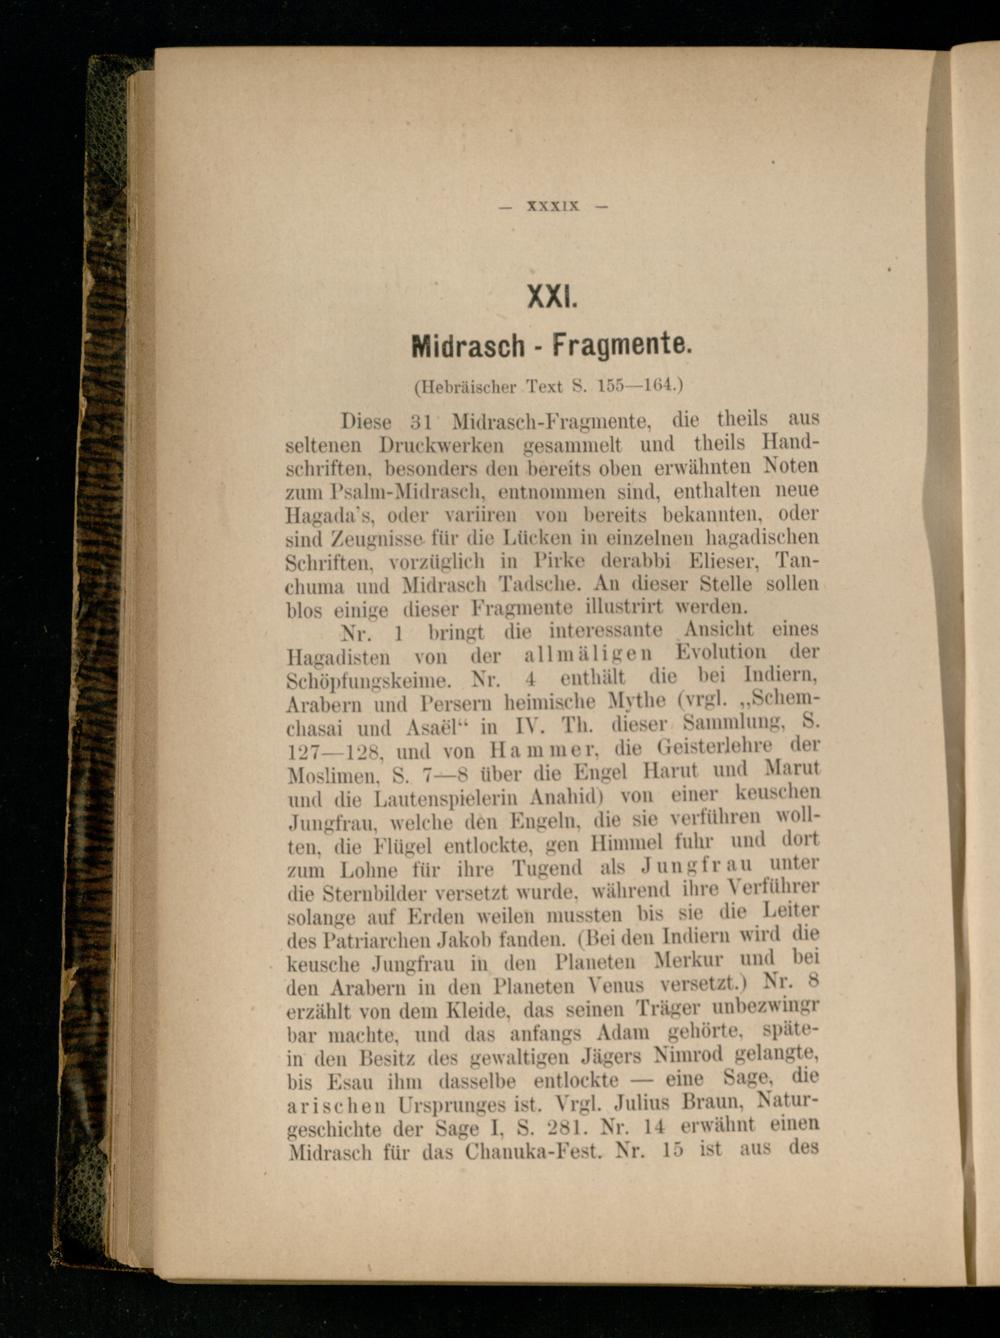 — XXXIX —
XXI.
Midrasch - Fragmente.
(Hebräischer Text S. 155—164.)
Diese 31 Midrasch-Fragmente, die theils aus
seltenen Druckwerken gesammelt und theils Hand-
schriften, besonders den bereits oben erwähnten Noten
zum Psalm-Midrasch, entnommen sind, enthalten neue
Hagada's, oder variiren von bereits bekannten, oder
sind Zeugnisse für die Lücken in einzelnen hagadischen
Schriften, vorzüglich in Pirke derabbi Elieser, Tan-
chuma und Midrasch Tadsche. An dieser Stelle sollen
blos einige dieser Fragmente illustrirt werden.
Nr. 1 bringt die interessante Ansicht eines
Hagadisten von der allmäligen Evolution der
Schöpfungskeime. Nr. 4 enthält die bei Indiern,
Arabern und Persern heimische Mythe (vrgl. „Schem-
chasai und Asaël“ in IV. Th. dieser Sammlung, S.
127—128, und von Hammer, die Geisterlehre der
Moslimen, S. 7—8 über die Engel Harut und Marut
und die Lautenspielerin Anahid) von einer keuschen
Jungfrau, welche den Engeln, die sie verführen woll-
ten, die Flügel entlockte, gen Himmel fuhr und dort
zum Lohne für ihre Tugend als Jungfrau unter
die Sternbilder versetzt wurde, während ihre Verführer
solange auf Erden weilen mussten bis sie die Leiter
des Patriarchen Jakob fanden. (Bei den Indiern wird die
keusche Jungfrau in den Planeten Merkur und bei
den Arabern in den Planeten Venus versetzt.) Nr. 8
erzählt von dem Kleide, das seinen Träger unbezwingr
bar machte, und das anfangs Adam gehörte, späte-
in den Besitz des gewaltigen Jägers Nimrod gelangte,
bis Esau ihm dasselbe entlockte — eine Sage, die
arischen Ursprunges ist. Vrgl. Julius Braun, Natur-
geschichte der Sage I, S. 281. Nr. 14 erwähnt einen
Midrasch für das Chanuka-Fest. Nr. 15 ist aus des